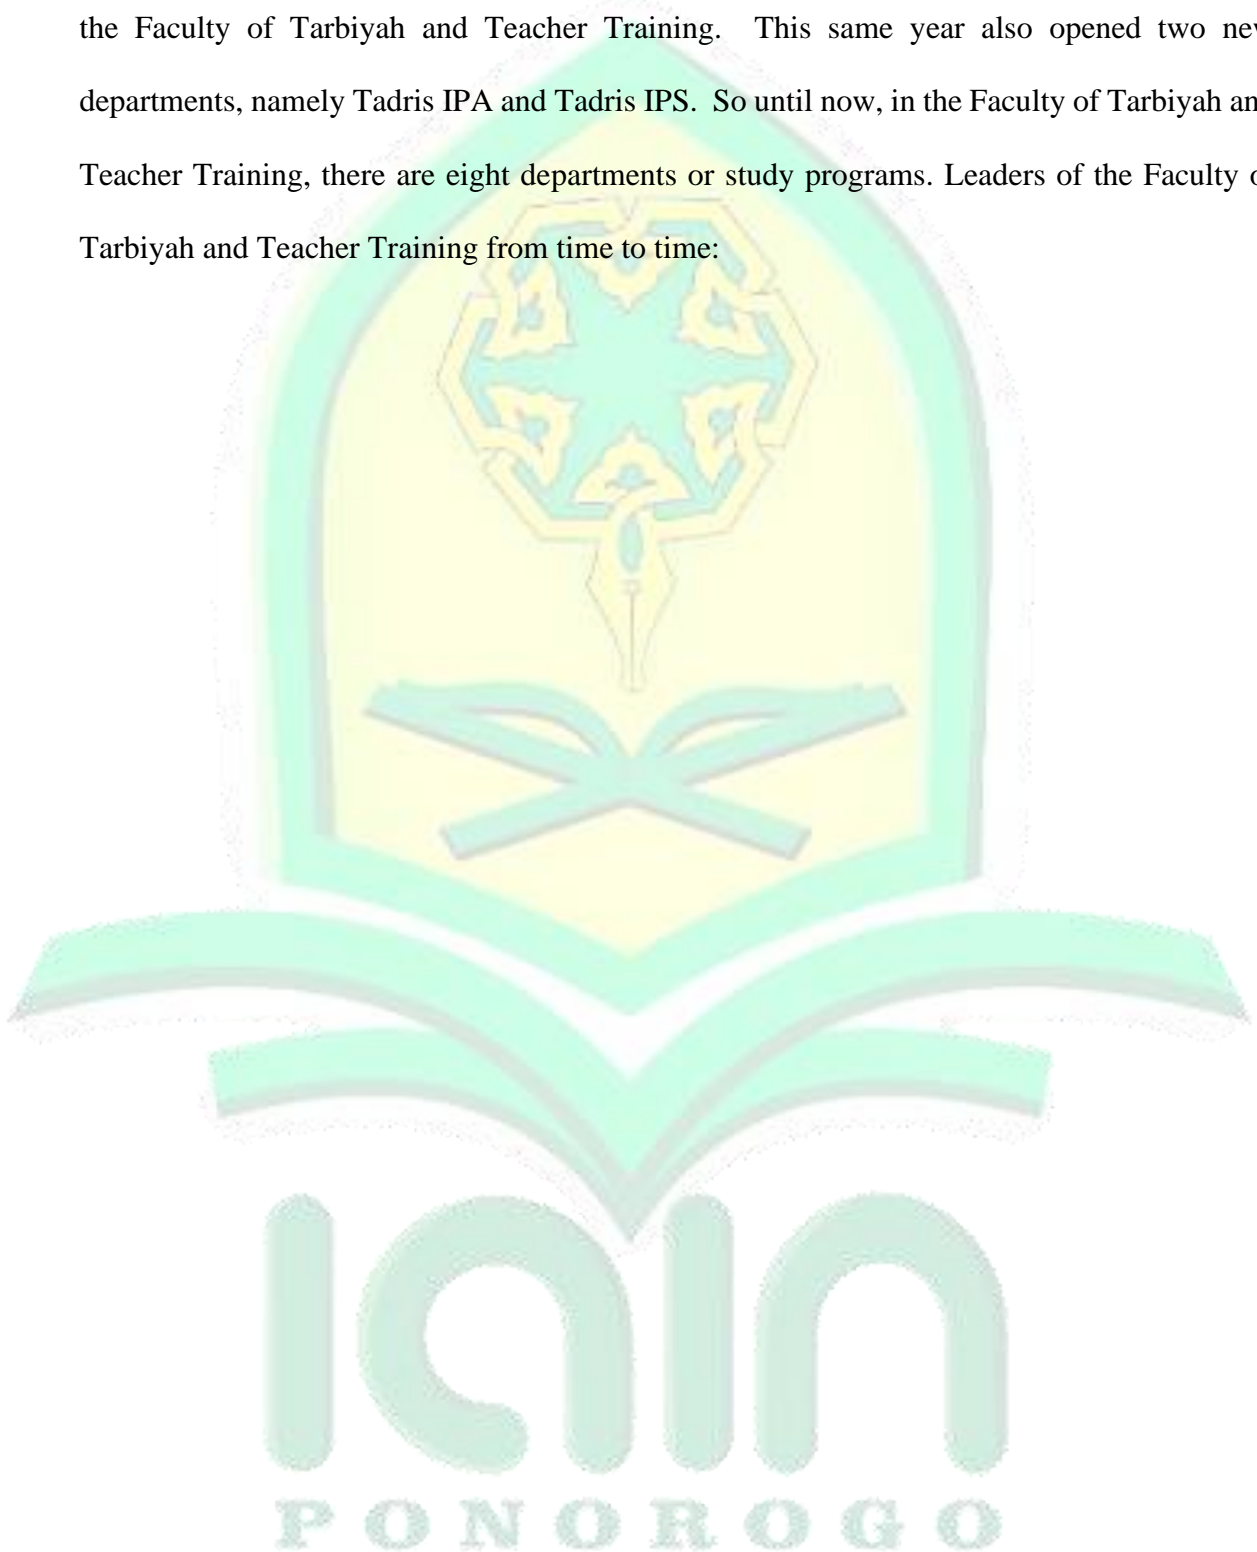 the Faculty of Tarbiyah and Teacher Training. This same year also opened two new
departments, namely Tadris IPA and Tadris IPS. So until now, in the Faculty of Tarbiyah an
Teacher Training, there are eight departments or study programs. Leaders of the Faculty o
Tarbiyah and Teacher Training from time to time:
IAIN
PONOROGO